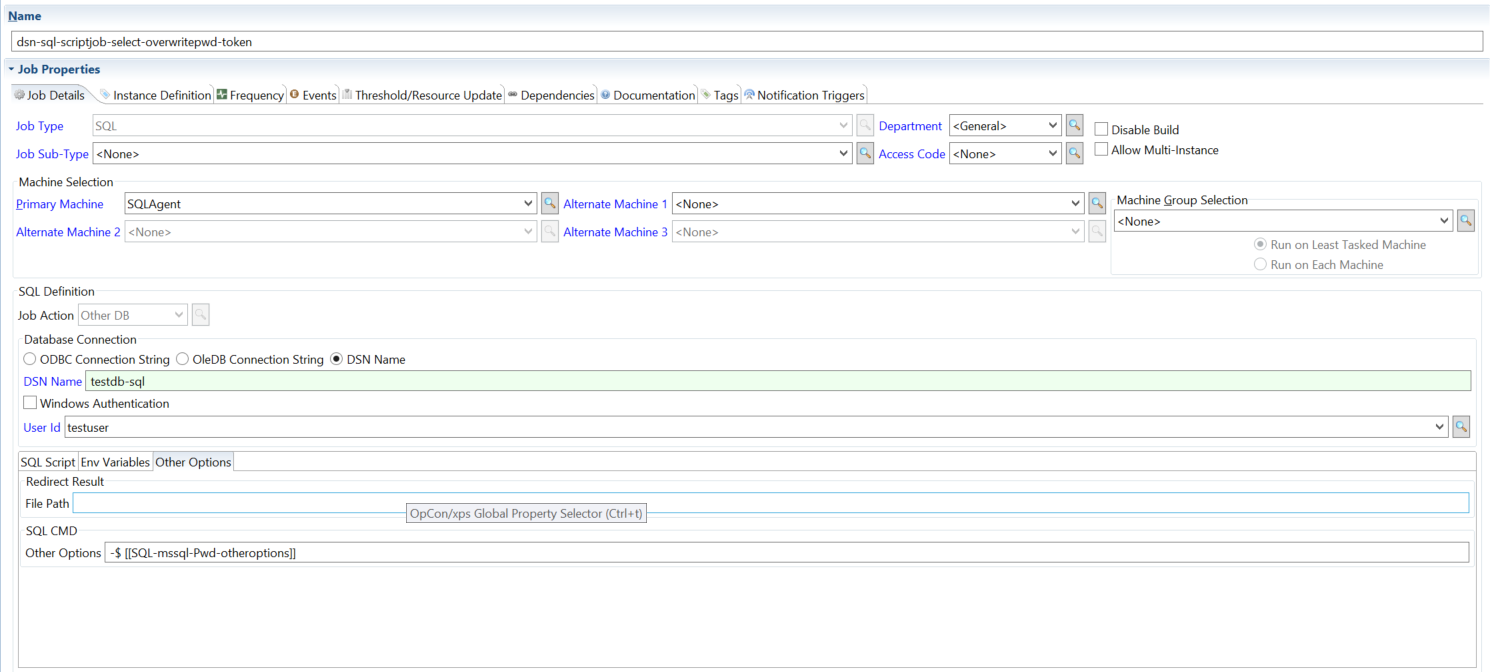 Name
dsn-sql-scriptjob-select-overwritepwd-token
Job Properties
Job Details Instance Definition Frequency Events Threshold/Resource Update Dependencies Documentation Tags Notification Triggers
Job Type SQL Department <General> Disable Build
Job Sub-Type <None> Access Code <None> Allow Multi-Instance
Machine Selection
Primary Machine SQLAgent Alternate Machine 1 <None> Machine Group Selection
Alternate Machine 2 <None> Alternate Machine 3 <None> <None>
Run on Least Tasked Machine
Run on Each Machine
SQL Definition
Job Action Other DB
Database Connection
ODBC Connection String OleDB Connection String DSN Name
DSN Name testdb-sql
Windows Authentication
User Id testuser
SQL Script Env Variables Other Options
Redirect Result
File Path
OpCon/xps Global Property Selector (Ctrl+t)
SQL CMD
Other Options -$ [[SQL-mssql-Pwd-otheroptions]]